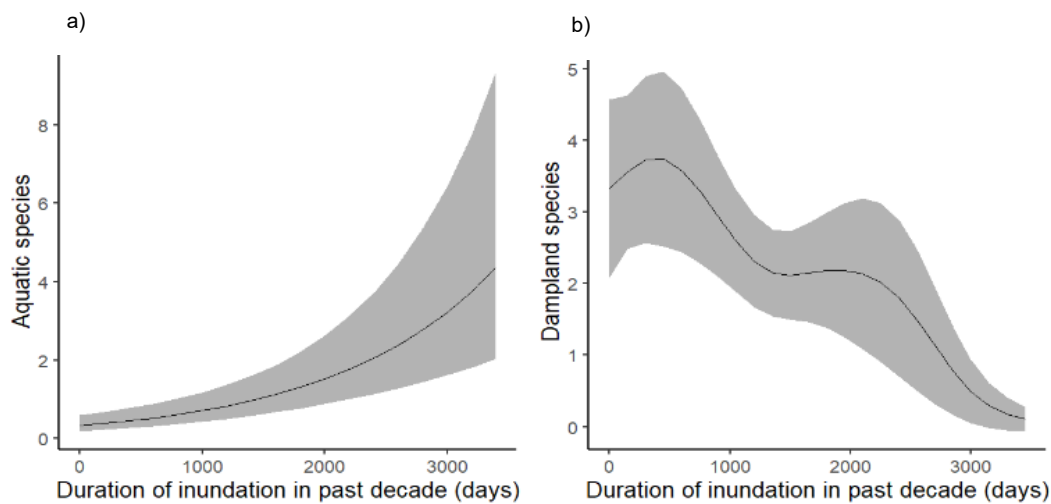 a)
8
6
4
2
0
Aquatic species
0 1000 2000 3000
Duration of inundation in past decade (days)
b)
5
4
3
2
1
0
Dampland species
0 1000 2000 3000
Duration of inundation in past decade (days)